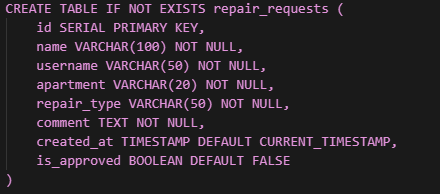 CREATE TABLE IF NOT EXISTS repair_requests (
    id SERIAL PRIMARY KEY,
    name VARCHAR(100) NOT NULL,
    username VARCHAR(50) NOT NULL,
    apartment VARCHAR(20) NOT NULL,
    repair_type VARCHAR(50) NOT NULL,
    comment TEXT NOT NULL,
    created_at TIMESTAMP DEFAULT CURRENT_TIMESTAMP,
    is_approved BOOLEAN DEFAULT FALSE
)